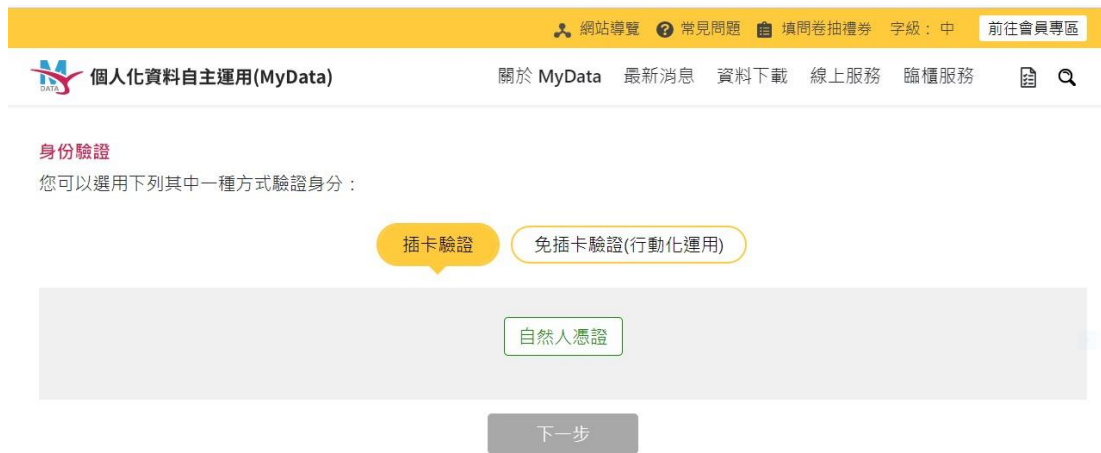 網站導覽 常見問題 填問卷抽禮券 字級：中 前往會員專區
MY DATA 個人化資料自主運用(MyData) 關於 MyData 最新消息 資料下載 線上服務 臨櫃服務
身份驗證
您可以選用下列其中一種方式驗證身分：
插卡驗證 免插卡驗證(行動化運用)
自然人憑證
下一步